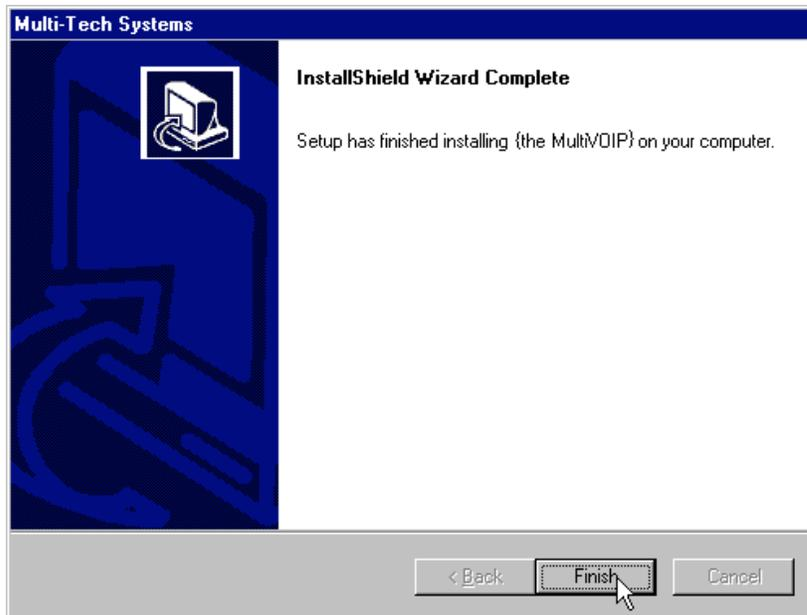 Multi-Tech Systems
InstallShield Wizard Complete
Setup has finished installing {the MultiVOIP} on your computer.
< Back
Finish
Cancel